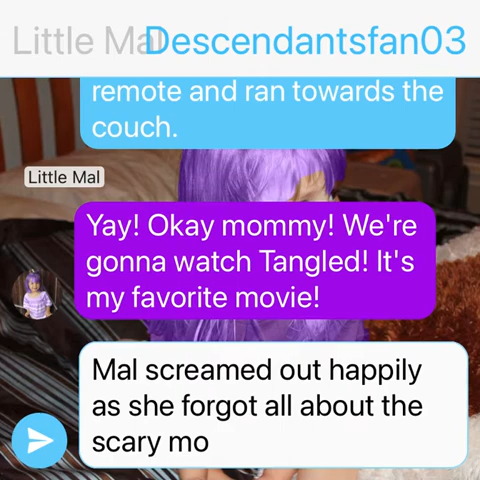 Little Mal Descendantsfan03
remote and ran towards the
couch.
Little Mal
Yay! Okay mommy! We're
gonna watch Tangled! It's
my favorite movie!
Mal screamed out happily
as she forgot all about the
scary mo